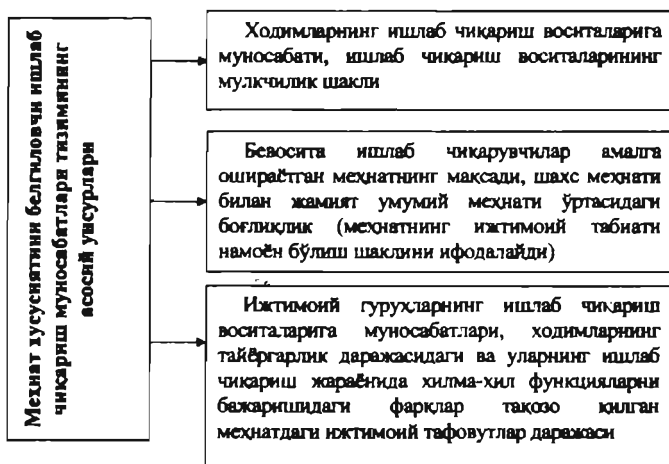 Меҳнат хусусиятини белгиловчи ишлаб
чиқариш муносабатлари тизимининг
асосий унсурлари
Ходимларнинг ишлаб чиқариш воситаларига
муносабати, ишлаб чиқариш воситаларининг
мулкчилик шакли
Бевосита ишлаб чиқарувчилар амалга
ошираётган меҳнатнинг мақсади, шахс меҳнати
билан жамият умумий меҳнати ўртасидаги
боғлиқлик (меҳнатнинг ижтимоий табиати
намоён бўлиш шаклини ифодалайди)
Ижтимоий гуруҳларнинг ишлаб чиқариш
воситаларига муносабатлари, ходимларнинг
тайёргарлик даражасидаги ва уларнинг ишлаб
чиқариш жараёнида хилма-хил функцияларни
бажаришидаги фарқлар тақозо қилган
меҳнатдаги ижтимоий тафовутлар даражаси